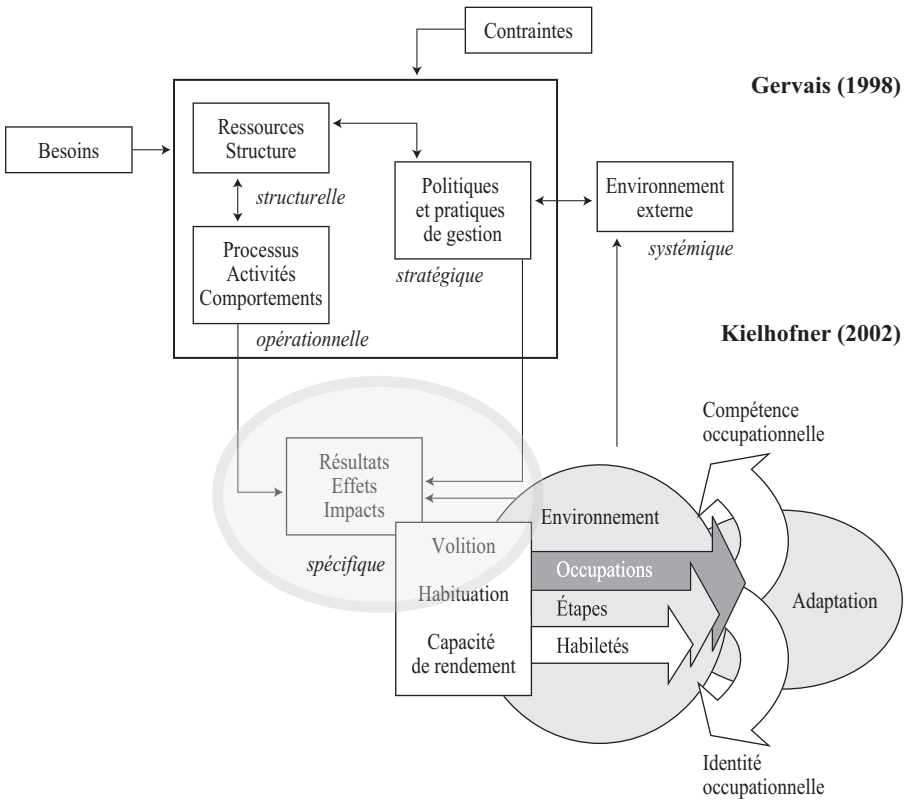 Contraintes
Gervais (1998)
Besoins
Ressources
Structure
structurelle
Politiques
et pratiques
de gestion
stratégique
Environnement
externe
systémique
Processus
Activités
Comportements
opérationnelle
Kielhofner (2002)
Résultats
Effets
Impacts
spécifique
Compétence
occupationnelle
Environnement
Volition
Occupations
Habituation
Étapes
Adaptation
Capacité
de rendement
Habiletés
Identité
occupationnelle